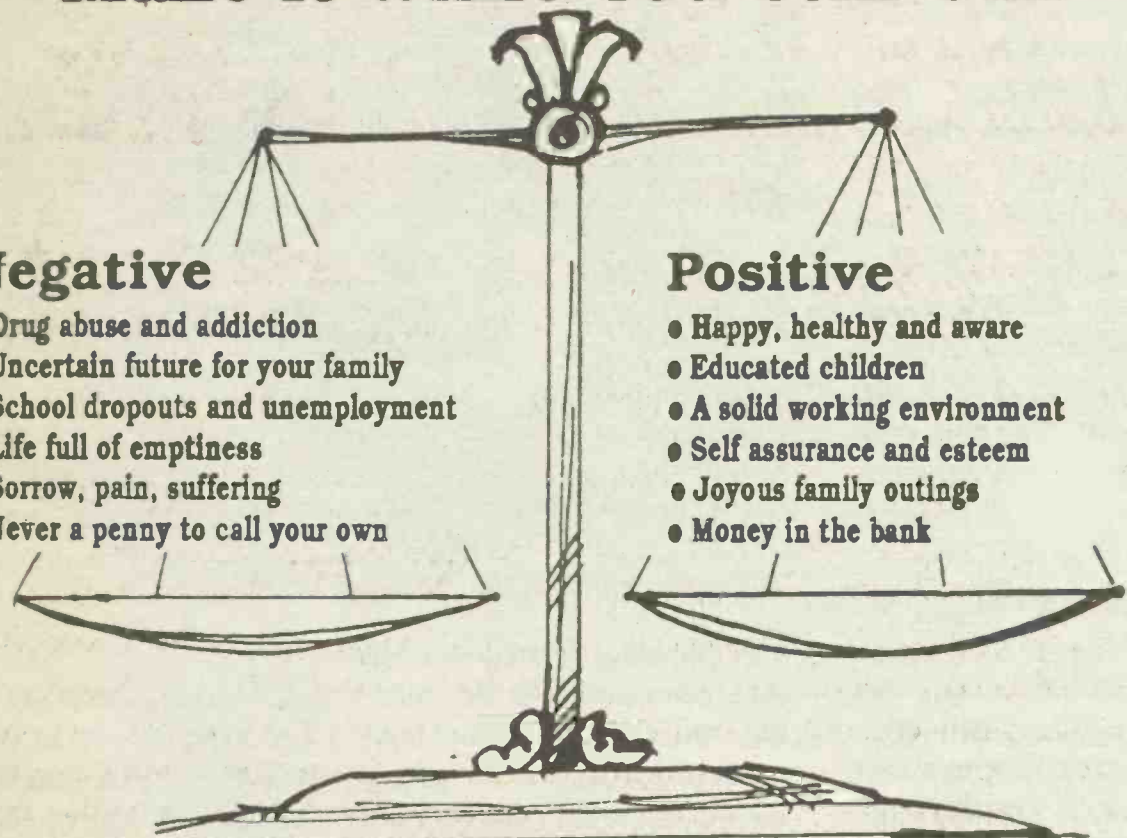 Negative
Drug abuse and addiction
Uncertain future for your family
School dropouts and unemployment
Life full of emptiness
Sorrow, pain, suffering
Never a penny to call your own
Positive
• Happy, healthy and aware
• Educated children
• A solid working environment
• Self assurance and esteem
• Joyous family outings
• Money in the bank